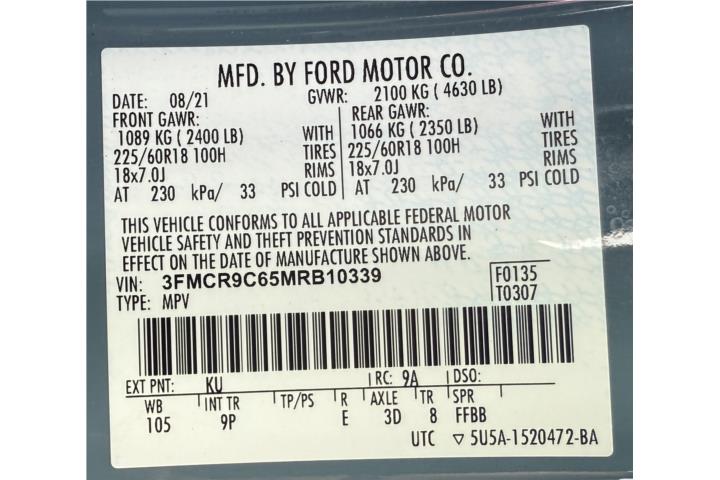 MFD. BY FORD MOTOR CO.
DATE: 08/21 GVWR: 2100 KG ( 4630 LB)
FRONT GAWR: REAR GAWR:
1089 KG ( 2400 LB) WITH 1066 KG ( 2350 LB) WITH
225/60R18 100H TIRES 225/60R18 100H TIRES
18x7.0J RIMS 18x7.0J RIMS
AT 230 kPa/ 33 PSI COLD AT 230 kPa/ 33 PSI COLD
THIS VEHICLE CONFORMS TO ALL APPLICABLE FEDERAL MOTOR
VEHICLE SAFETY AND THEFT PREVENTION STANDARDS IN
EFFECT ON THE DATE OF MANUFACTURE SHOWN ABOVE.
VIN: 3FMCR9C65MRB10339 F0135
TYPE: MPV T0307
EXT PNT: KU RC: 9A DSO:
WB INT TR TP/PS R AXLE TR SPR
105 9P E 3D 8 FFBB
UTC ▽ 5U5A-1520472-BA